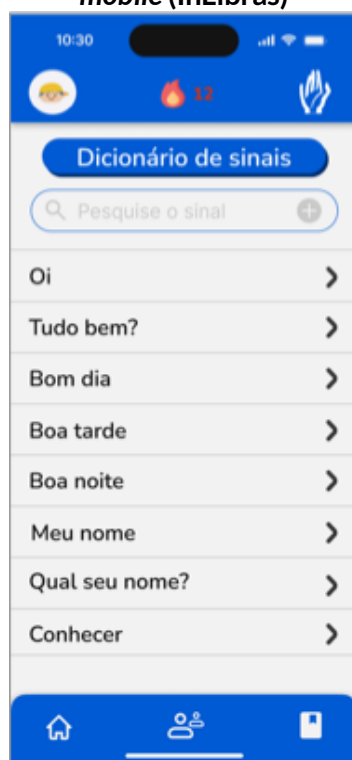 mobile (InLibras)
10:30
12
Dicionário de sinais
Pesquise o sinal
Oi
Tudo bem?
Bom dia
Boa tarde
Boa noite
Meu nome
Qual seu nome?
Conhecer